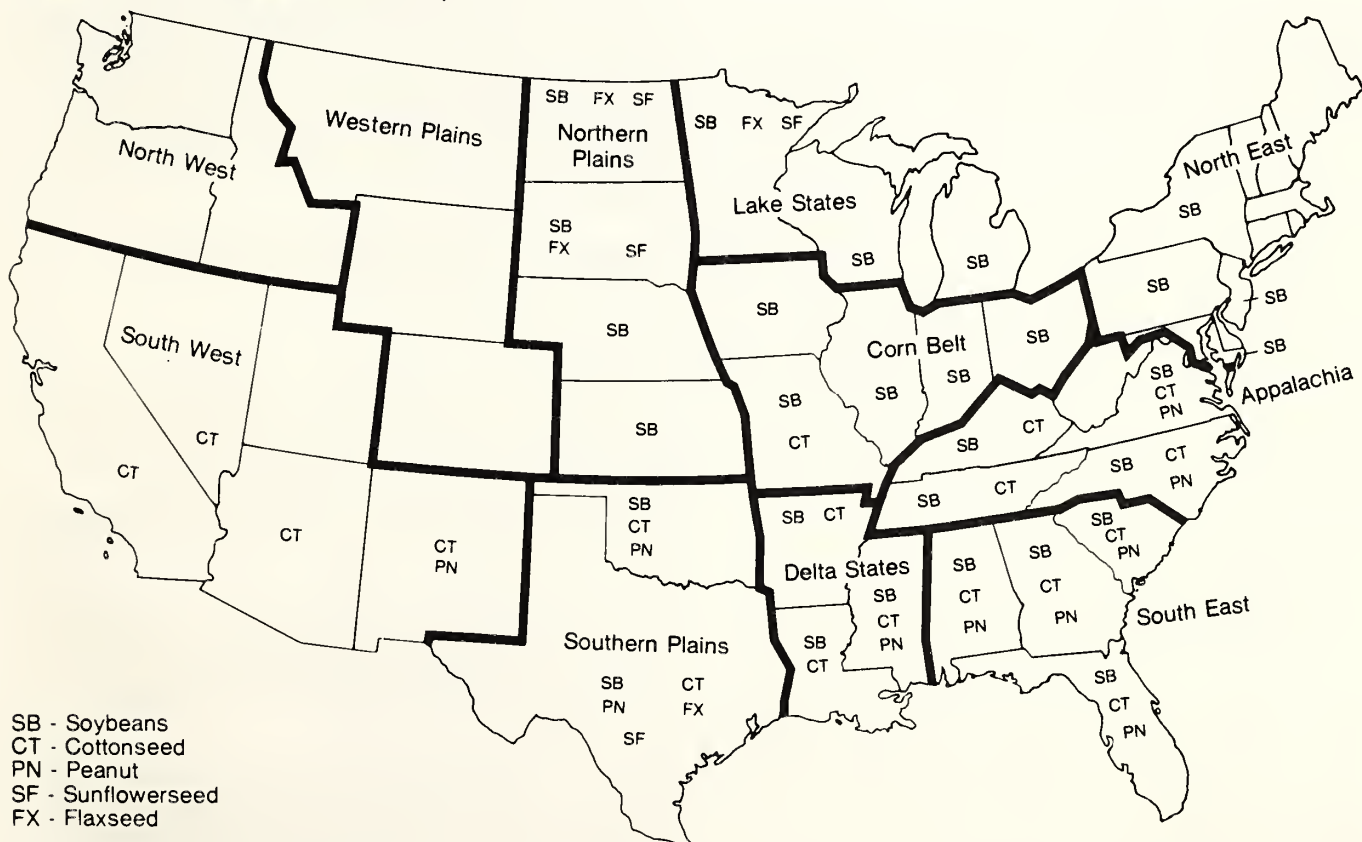 SB FX SF
Northern
Plains
SB FX SF
Western Plains
North West
North East
Lake States
SB
SB
FX
SF
SB
SB
SB
SB
SB
SB
SB
SB
South West
Corn Belt
SB
SB
SB
SB
CT
PN
Appalachia
SB
CT
SB
SB
CT
CT
CT
SB
CT
SB
CT
PN
SB
CT
SB
CT
PN
SB
CT
SB
CT
PN
CT
CT
PN
Delta States
SB
CT
PN
SB
CT
PN
SB
CT
PN
South East
Southern Plains
SB
CT
SB
PN
CT
FX
SF
SB
CT
PN
SB - Soybeans
CT - Cottonseed
PN - Peanut
SF - Sunflowerseed
FX - Flaxseed